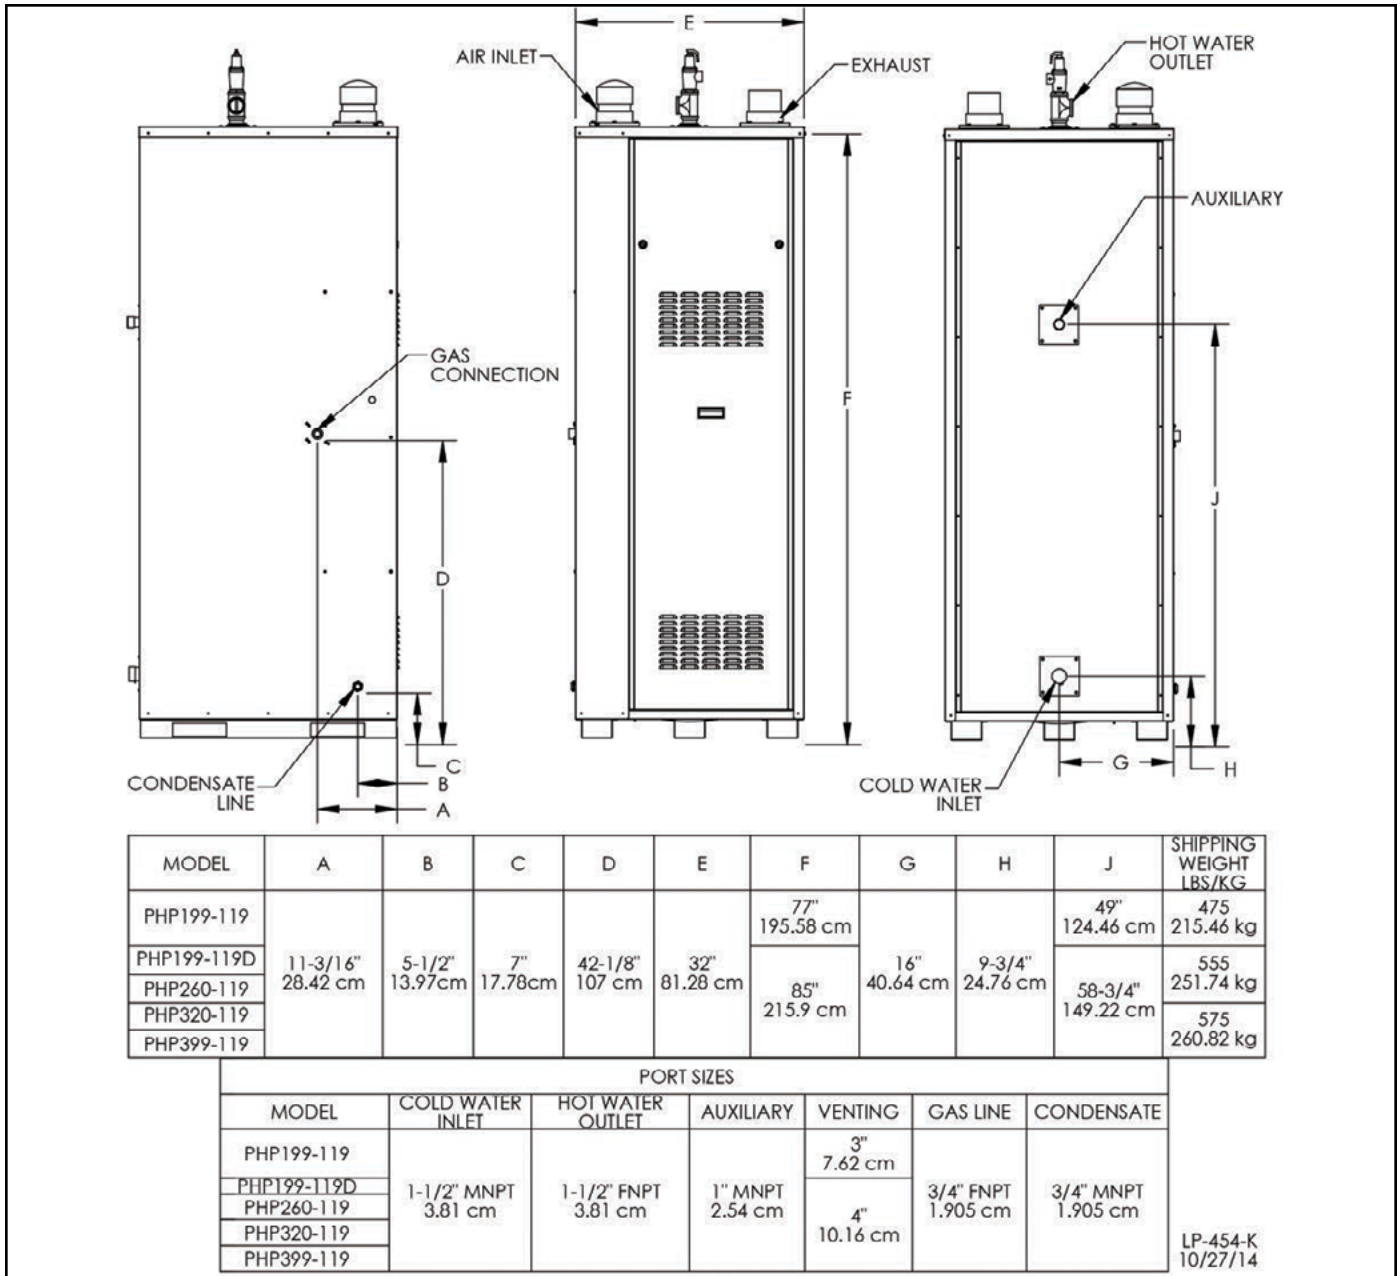 E
AIR INLET
EXHAUST
HOT WATER
OUTLET
AUXILIARY
GAS
CONNECTION
F
J
D
C
B
A
CONDENSATE
LINE
COLD WATER
INLET
G
H
MODEL A B C D E F G H J SHIPPING WEIGHT LBS/KG
PHP199-119 77" 195.58 cm 49" 124.46 cm 475 215.46 kg
PHP199-119D
PHP260-119
PHP320-119
PHP399-119
11-3/16" 5-1/2" 7" 42-1/8" 32" 16" 9-3/4"
28.42 cm 13.97cm 17.78cm 107 cm 81.28 cm 40.64 cm 24.76 cm
85" 215.9 cm
58-3/4" 149.22 cm
555 251.74 kg
575 260.82 kg
PORT SIZES
MODEL COLD WATER INLET HOT WATER OUTLET AUXILIARY VENTING GAS LINE CONDENSATE
PHP199-119 3" 7.62 cm
PHP199-119D
PHP260-119
PHP320-119
PHP399-119
1-1/2" MNPT 1-1/2" FNPT 1" MNPT 3/4" FNPT 3/4" MNPT
3.81 cm 3.81 cm 2.54 cm 1.905 cm 1.905 cm
4" 10.16 cm
LP-454-K
10/27/14